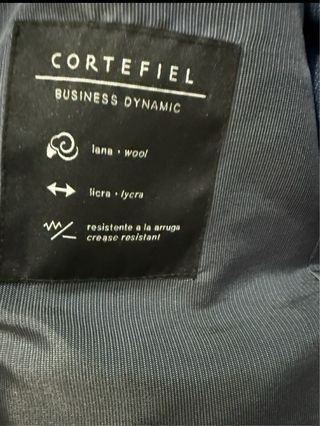 CORTEFIEL
BUSINESS DYNAMIC
lana · wool
licra · lycra
resistente a la arruga
crease resistant